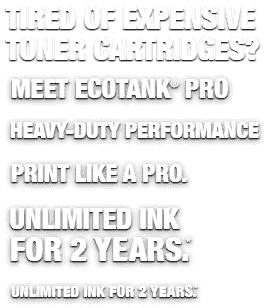 TIRED OF EXPENSIVE
TONER CARTRIDGES?
MEET ECOTANK® PRO
HEAVY-DUTY PERFORMANCE
PRINT LIKE A PRO.
UNLIMITED INK
FOR 2 YEARS.*
UNLIMITED INK FOR 2 YEARS.*